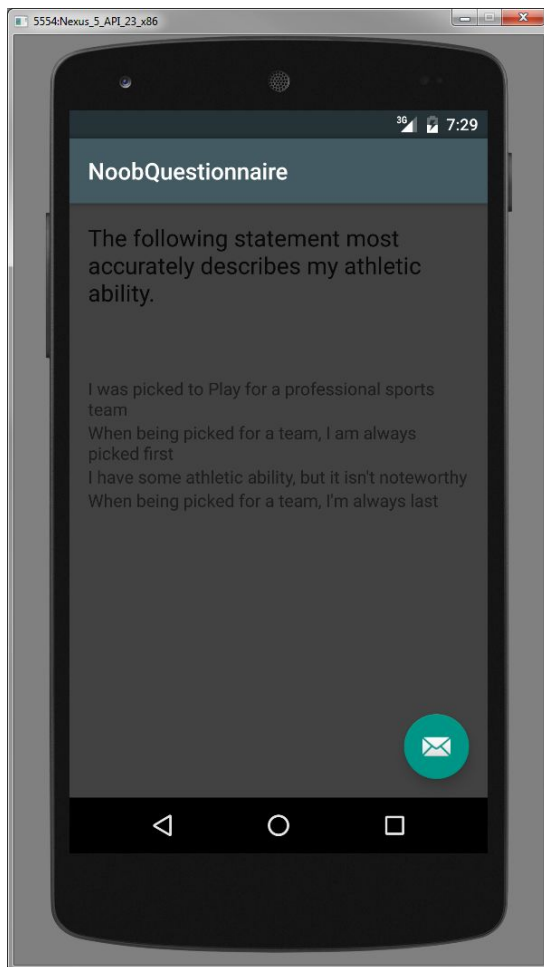 5554:Nexus_5_API_23_x86
3G 7:29
NoobQuestionnaire
The following statement most
accurately describes my athletic
ability.
I was picked to Play for a professional sports
team
When being picked for a team, I am always
picked first
I have some athletic ability, but it isn't noteworthy
When being picked for a team, I'm always last